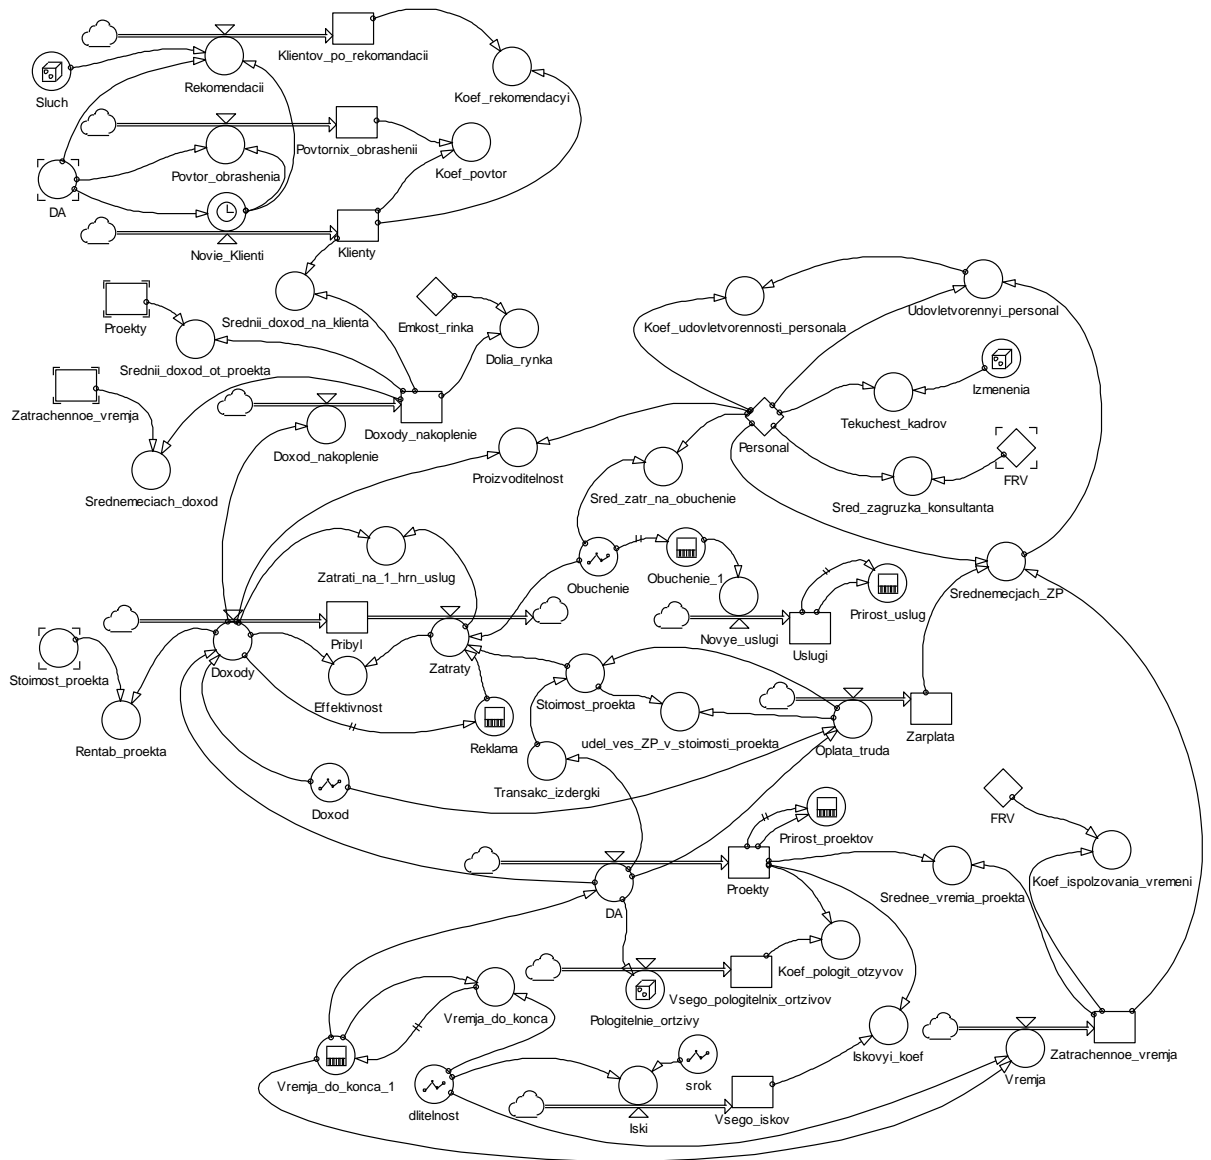 Klientov_po_rekomandacii
Rekomendacii
Koef_rekomendacyi
Sluch
Povtornix_obrashenii
Povtor_obrashenia
Koef_povtor
DA
Novie_Klienti
Klienty
Proekty
Srednii_doxod_na_klienta
Emkost_rinka
Koef_udovletvorennosti_personala
Udovletvorennyi_personal
Srednii_doxod_ot_proekta
Dolia_rynka
Izmenenia
Zatrachennoe_vremja
Doxody_nakoplenie
Tekuchest_kadrov
Personal
Doxod_nakoplenie
Proizvoditelnost
Srednemeciach_doxod
Sred_zatr_na_obuchenie
Sred_zagruzka_konsultanta
FRV
Zatrati_na_1_hrn_uslug
Obuchenie
Obuchenie_1
Srednemecjach_ZP
Prirost_uslug
Pribyl
Novye_uslugi
Uslugi
Doxody
Zatraty
Stoimost_proekta
Effektivnost
Stoimost_proekta
Rentab_proekta
Reklama
udel_ves_ZP_v_stoimosti_proekta
Oplata_truda
Zarplata
Transakc_izdergki
Doxod
FRV
Prirost_proektov
Proekty
Srednee_vremia_proekta
Koef_ispolzovania_vremeni
DA
Koef_pologit_otzyvov
Vsego_pologitelnix_ortzivov
Vremja_do_konca
Pologitelnie_ortzivy
Iskovyi_koef
Zatrachennoe_vremja
Vremja_do_konca_1
srok
Vremja
dlitelnost
Iski
Vsego_iskov